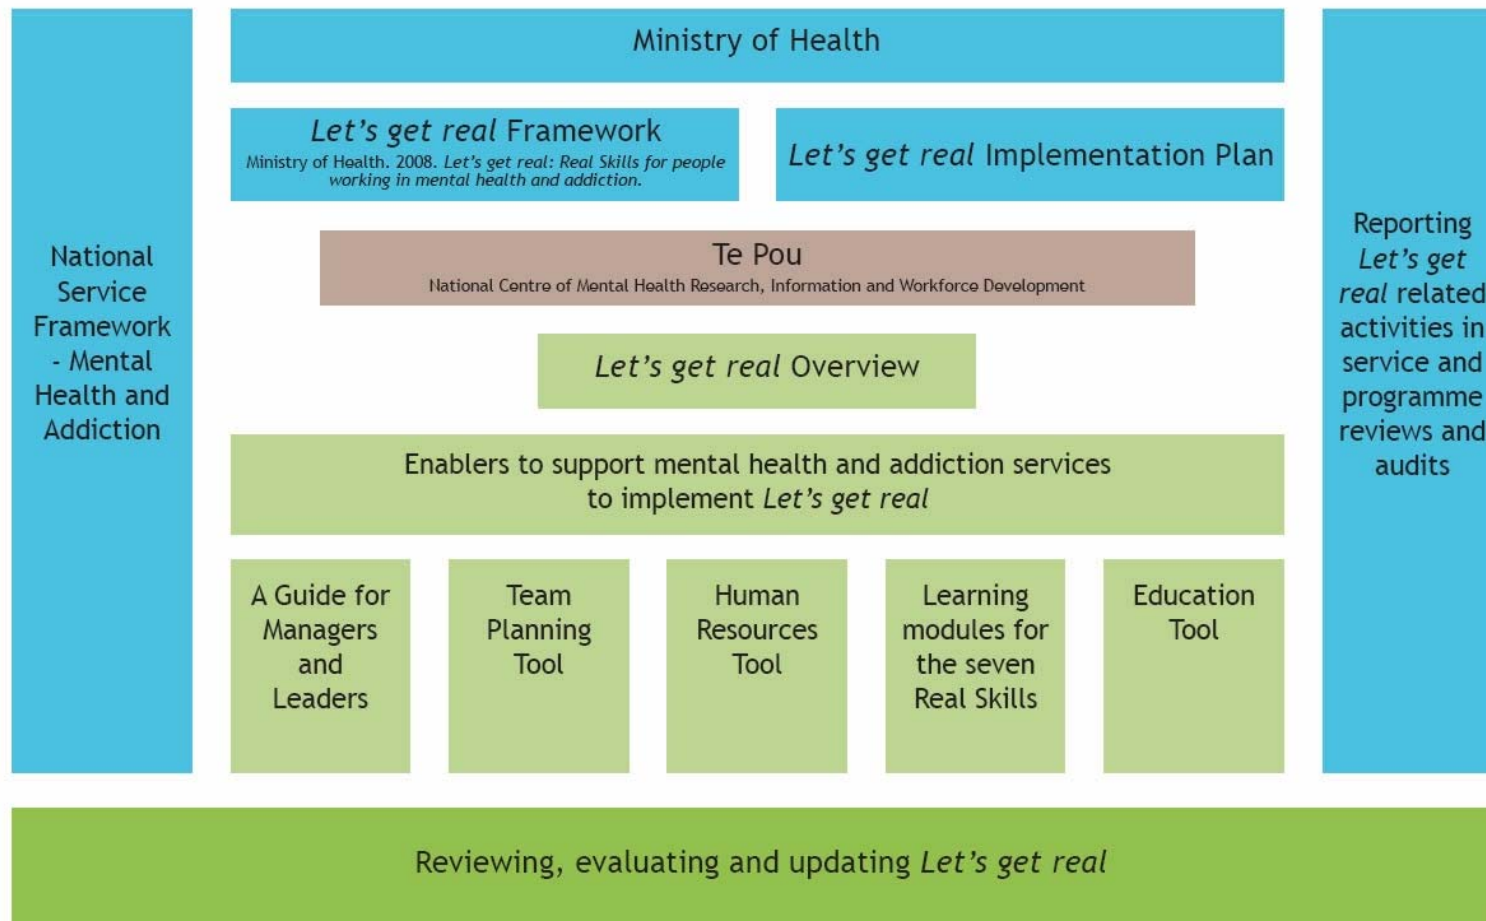 National
Service
Framework
- Mental
Health and
Addiction
Ministry of Health
Let's get real Framework
Ministry of Health. 2008. Let's get real: Real Skills for people
working in mental health and addiction.
Let's get real Implementation Plan
Te Pou
National Centre of Mental Health Research, Information and Workforce Development
Let's get real Overview
Enablers to support mental health and addiction services
to implement Let's get real
A Guide for
Managers
and
Leaders
Team
Planning
Tool
Human
Resources
Tool
Learning
modules for
the seven
Real Skills
Education
Tool
Reporting
Let's get
real related
activities in
service and
programme
reviews and
audits
Reviewing, evaluating and updating Let's get real